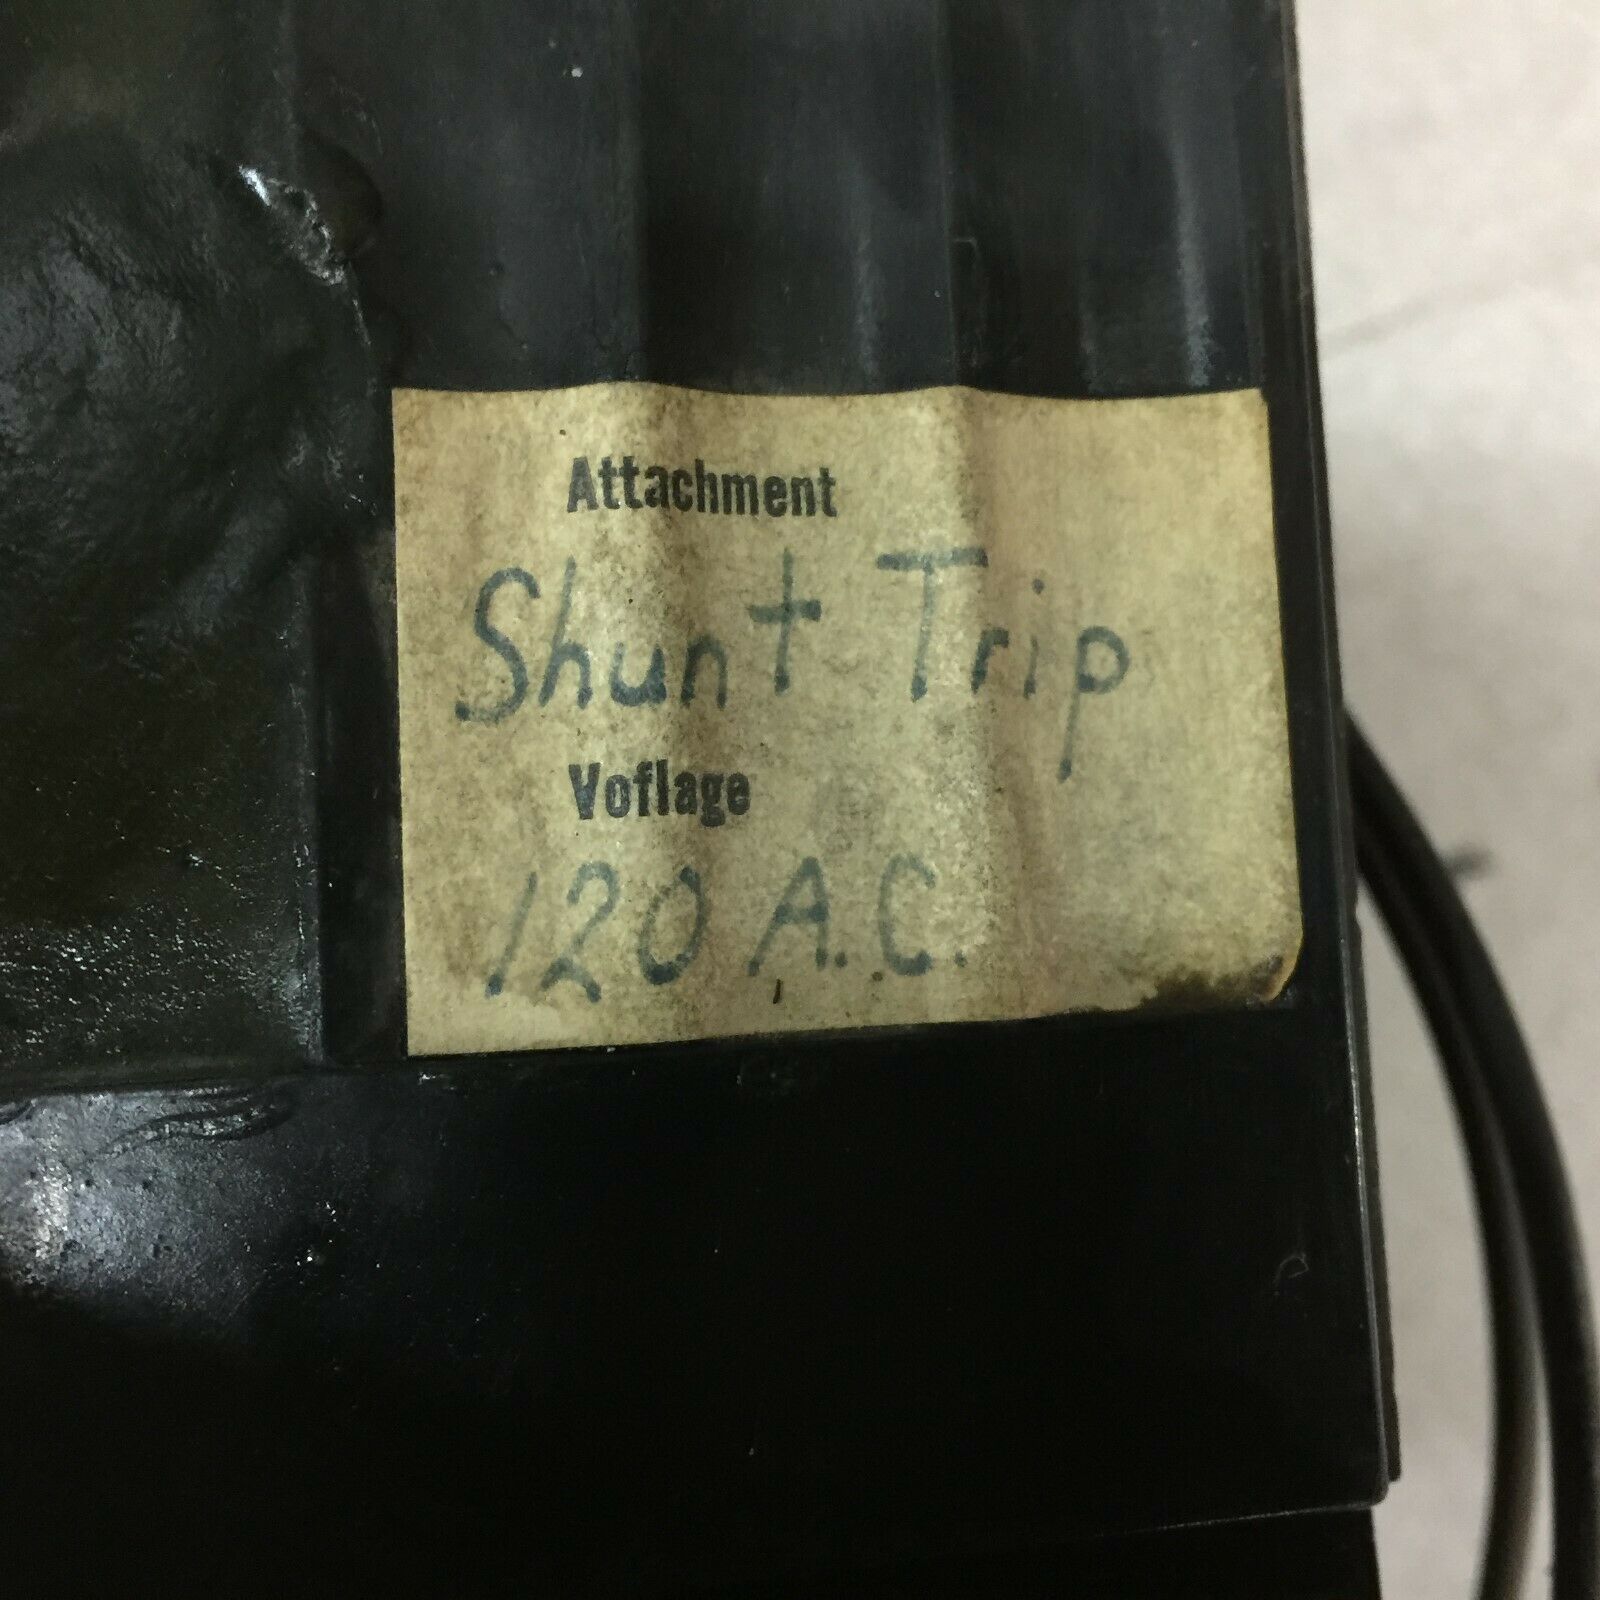 Attachment
Shunt Trip
Voflage
120 A.C.